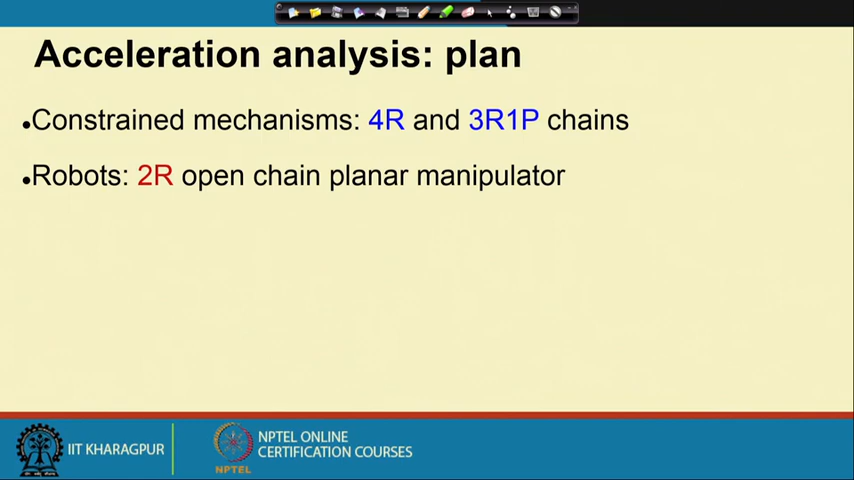 Acceleration analysis: plan
•Constrained mechanisms: 4R and 3R1P chains
•Robots: 2R open chain planar manipulator
IIT KHARAGPUR
NPTEL ONLINE
CERTIFICATION COURSES
NPTEL